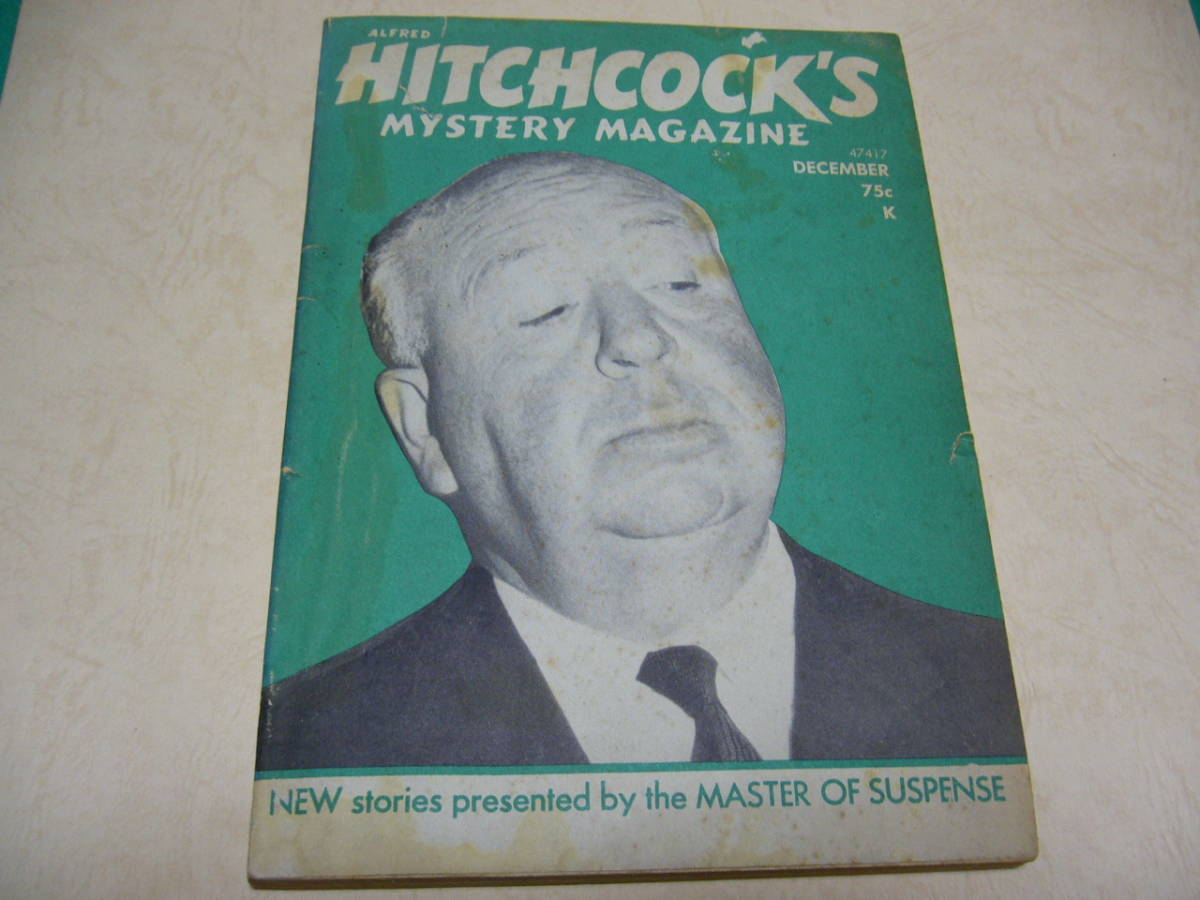 ALFRED
HITCHCOCK'S
MYSTERY MAGAZINE
47417
DECEMBER
75c
K
NEW stories presented by the MASTER OF SUSPENSE